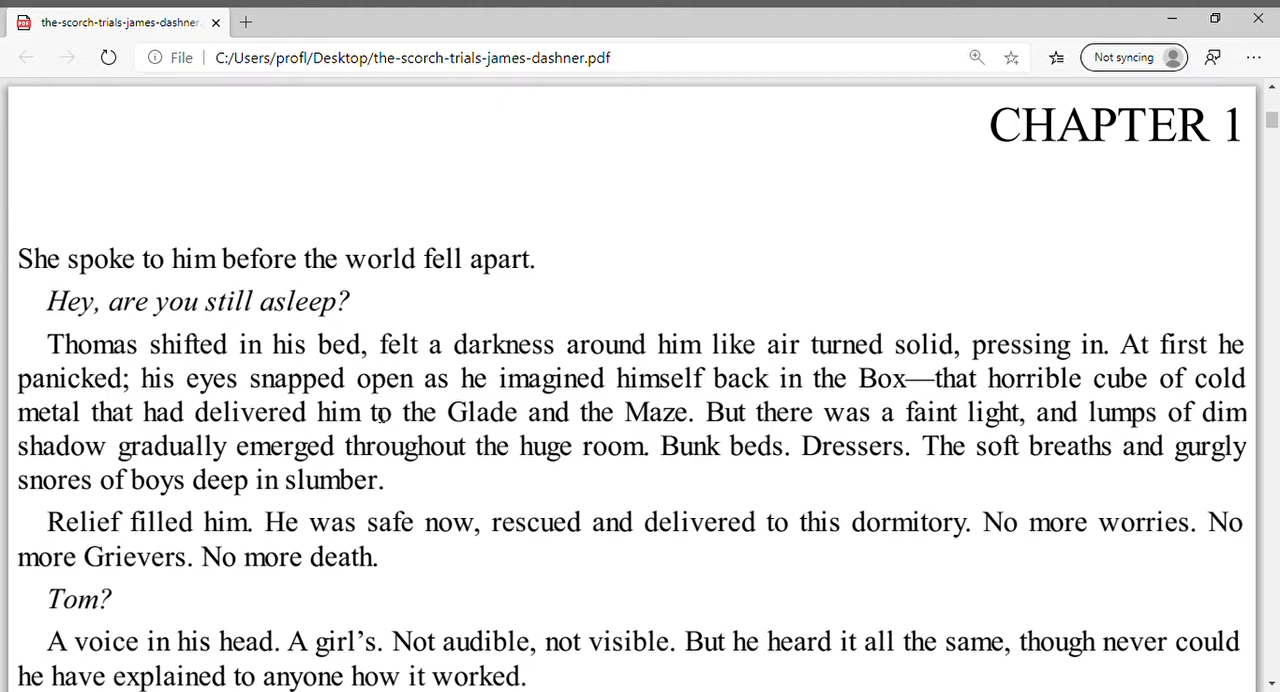 the-scorch-trials-james-dashner
File
C:/Users/profl/Desktop/the-scorch-trials-james-dashner.pdf
Not syncing
CHAPTER 1
She spoke to him before the world fell apart.
Hey, are you still asleep?
Thomas shifted in his bed, felt a darkness around him like air turned solid, pressing in. At first he
panicked; his eyes snapped open as he imagined himself back in the Box—that horrible cube of cold
metal that had delivered him to the Glade and the Maze. But there was a faint light, and lumps of dim
shadow gradually emerged throughout the huge room. Bunk beds. Dressers. The soft breaths and gurgly
snores of boys deep in slumber.
Relief filled him. He was safe now, rescued and delivered to this dormitory. No more worries. No
more Grievers. No more death.
Tom?
A voice in his head. A girl’s. Not audible, not visible. But he heard it all the same, though never could
he have explained to anyone how it worked.